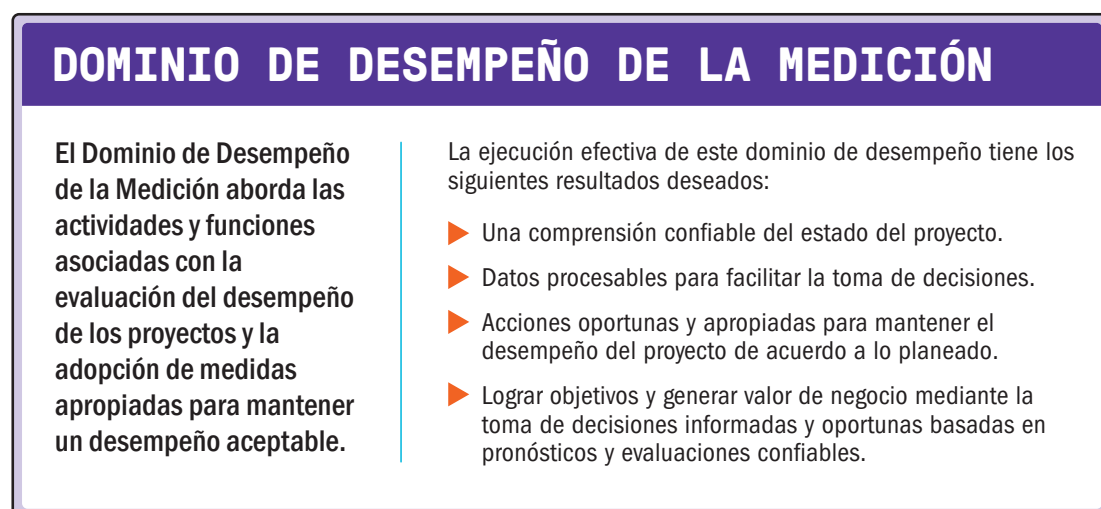 DOMINIO DE DESEMPEÑO DE LA MEDICIÓN
El Dominio de Desempeño
de la Medición aborda las
actividades y funciones
asociadas con la
evaluación del desempeño
de los proyectos y la
adopción de medidas
apropiadas para mantener
un desempeño aceptable.
La ejecución efectiva de este dominio de desempeño tiene los
siguientes resultados deseados:
Una comprensión confiable del estado del proyecto.
Datos procesables para facilitar la toma de decisiones.
Acciones oportunas y apropiadas para mantener el
desempeño del proyecto de acuerdo a lo planeado.
Lograr objetivos y generar valor de negocio mediante la
toma de decisiones informadas y oportunas basadas en
pronósticos y evaluaciones confiables.